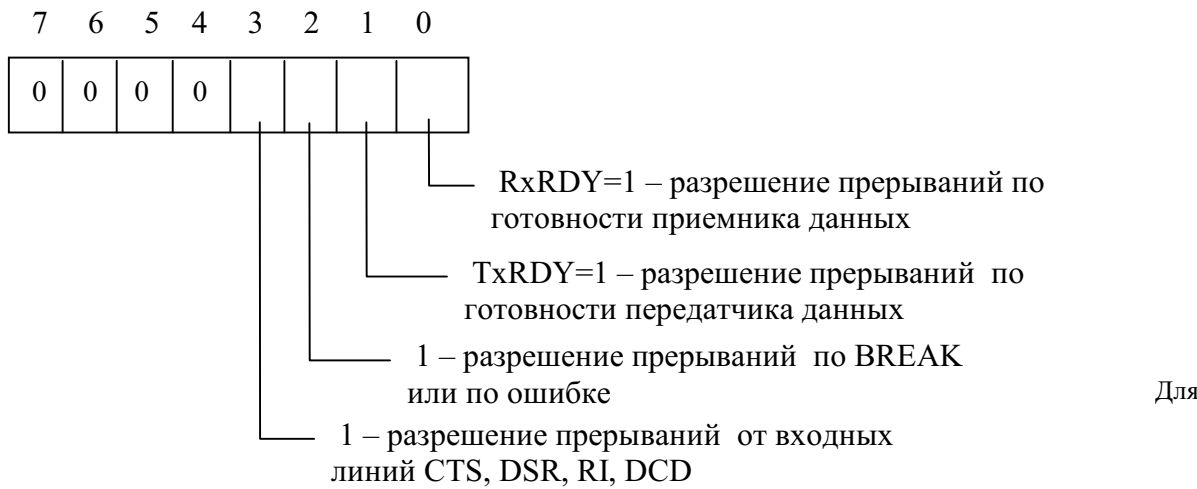 7 6 5 4 3 2 1 0
0 0 0 0
RxRDY=1 – разрешение прерываний по
готовности приемника данных
TxRDY=1 – разрешение прерываний по
готовности передатчика данных
1 – разрешение прерываний по BREAK
или по ошибке
Для
1 – разрешение прерываний от входных
линий CTS, DSR, RI, DCD